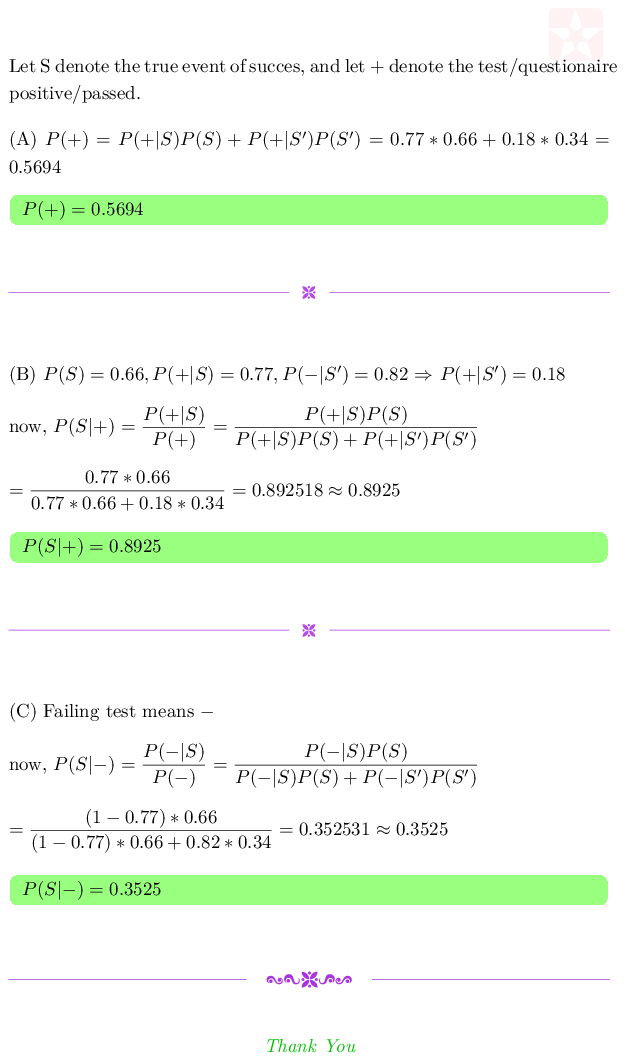 Let S denote the true event of succes, and let + denote the test/questionaire
positive/passed.
(A) P(+) = P(+|S)P(S) + P(+|S′)P(S′) = 0.77 ∗ 0.66 + 0.18 ∗ 0.34 =
0.5694
P(+) = 0.5694
(B) P(S) = 0.66, P(+|S) = 0.77, P(−|S′) = 0.82 ⇒ P(+|S′) = 0.18
now, P(S|+) = \frac{P(+|S)}{P(+)} = \frac{P(+|S)P(S)}{P(+|S)P(S) + P(+|S′)P(S′)}
= \frac{0.77 ∗ 0.66}{0.77 ∗ 0.66 + 0.18 ∗ 0.34} = 0.892518 ≈ 0.8925
P(S|+) = 0.8925
(C) Failing test means −
now, P(S|−) = \frac{P(−|S)}{P(−)} = \frac{P(−|S)P(S)}{P(−|S)P(S) + P(−|S′)P(S′)}
= \frac{(1 − 0.77) ∗ 0.66}{(1 − 0.77) ∗ 0.66 + 0.82 ∗ 0.34} = 0.352531 ≈ 0.3525
P(S|−) = 0.3525
Thank You